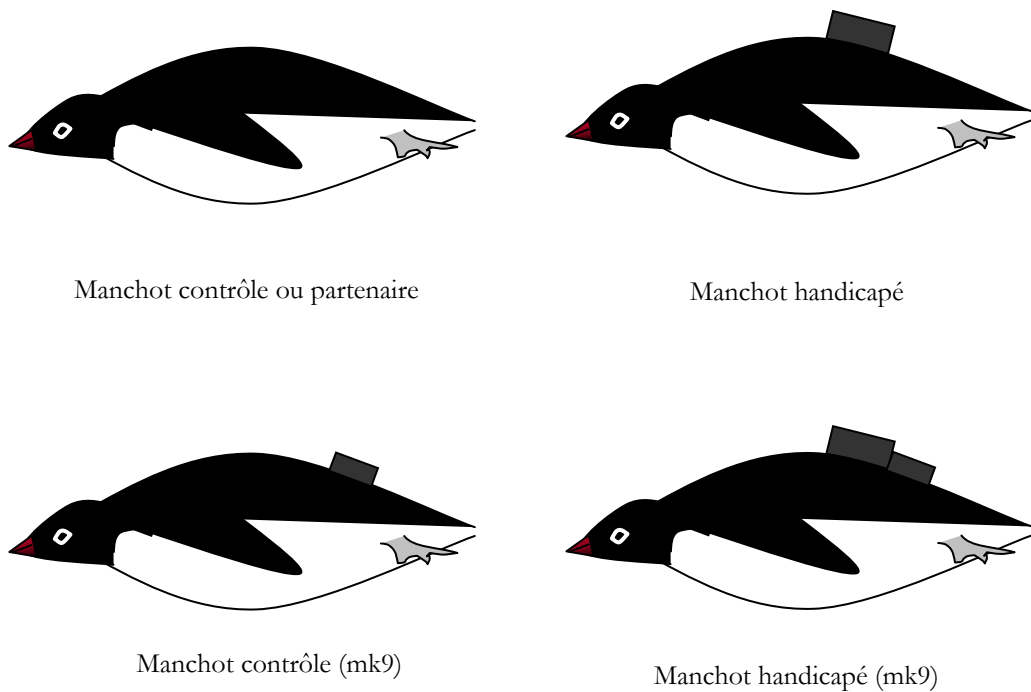 Manchot contrôle ou partenaire
Manchot handicapé
Manchot contrôle (mk9)
Manchot handicapé (mk9)